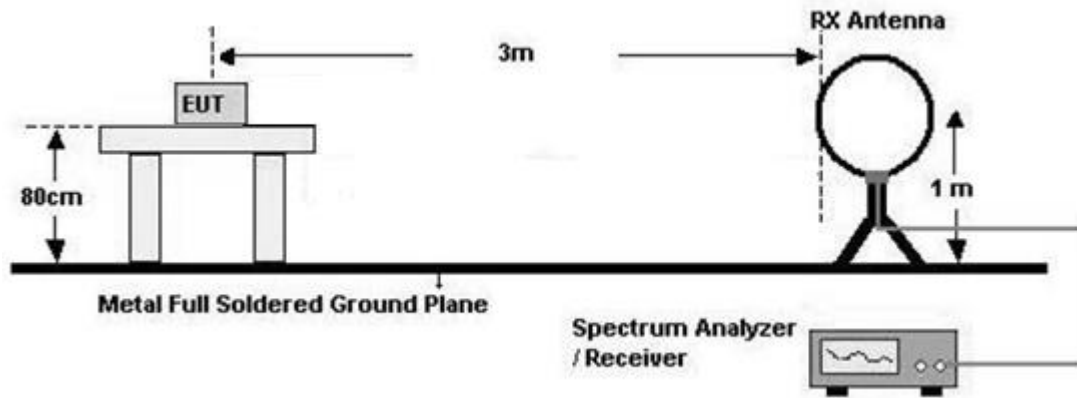 RX Antenna
3m
EUT
80cm
1 m
Metal Full Soldered Ground Plane
Spectrum Analyzer
/ Receiver